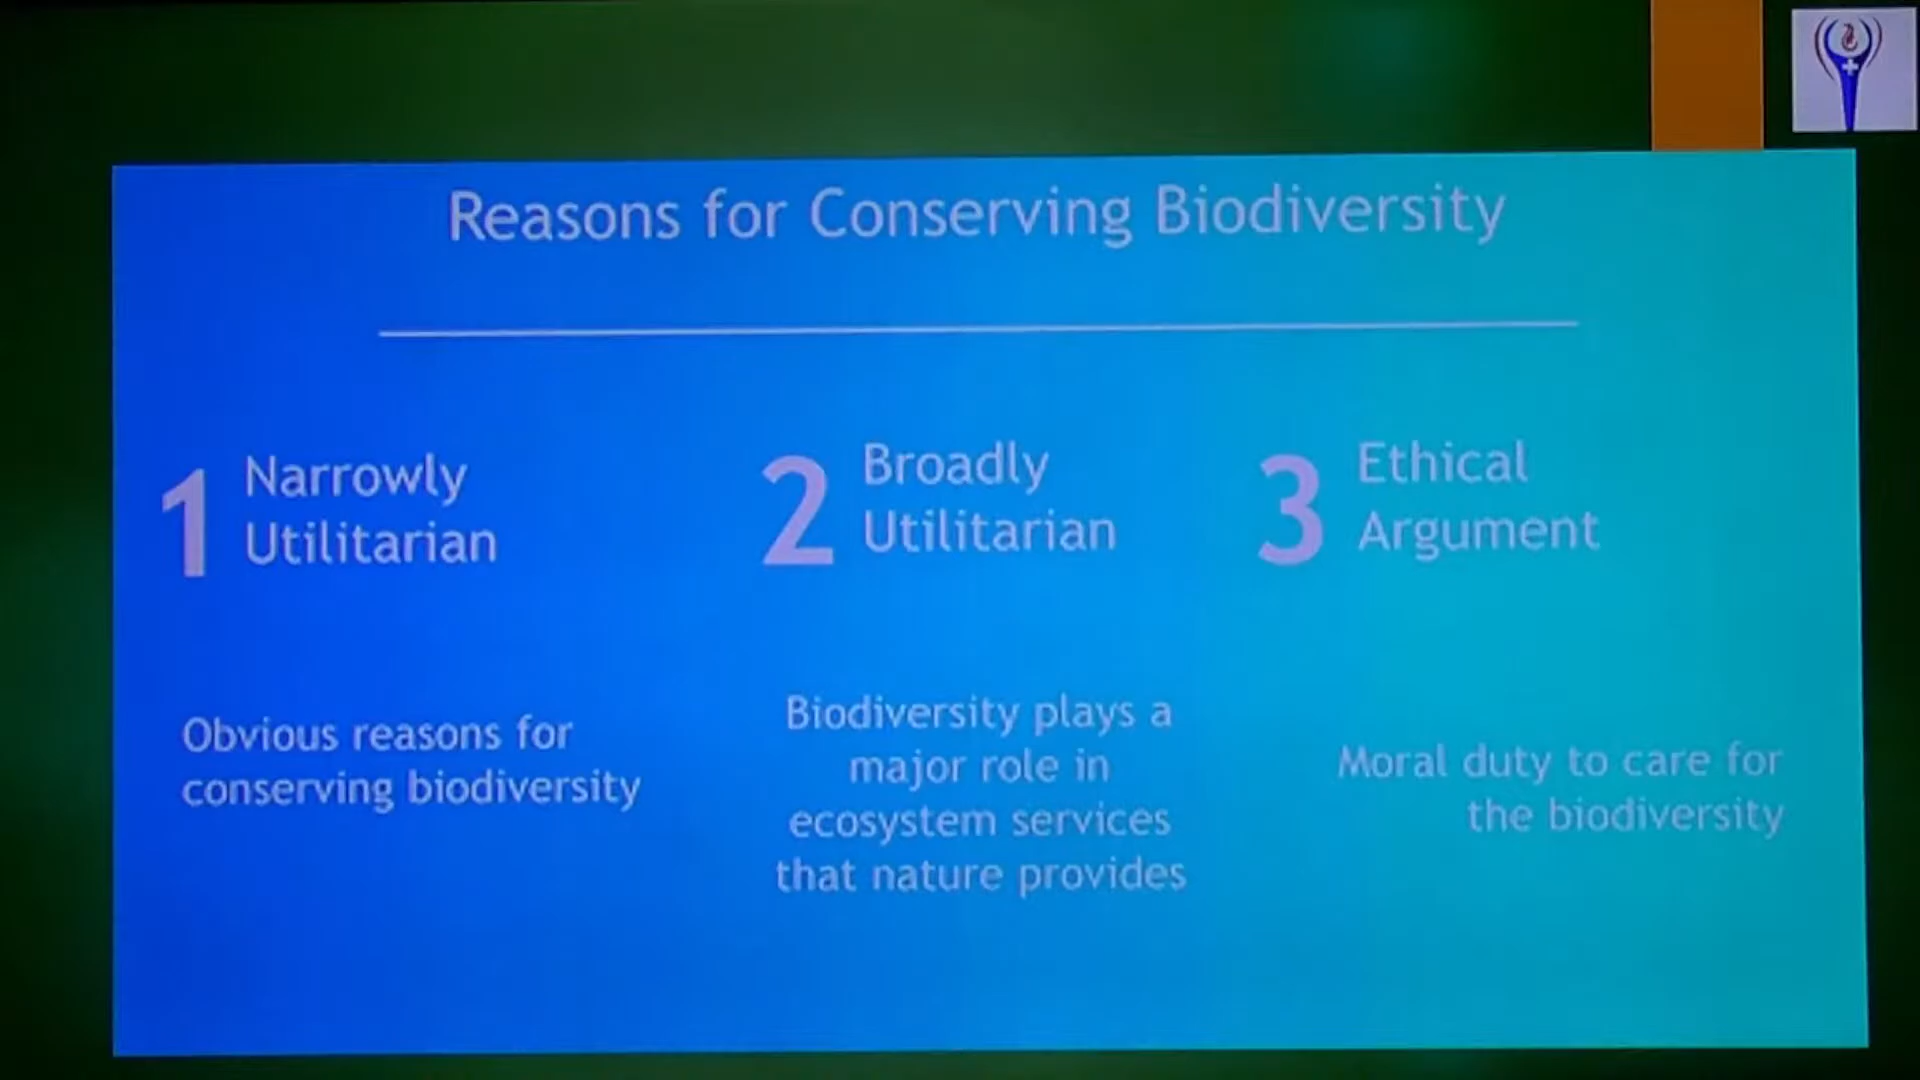 Reasons for Conserving Biodiversity
1
Narrowly
Utilitarian
Obvious reasons for
conserving biodiversity
2
Broadly
Utilitarian
Biodiversity plays a
major role in
ecosystem services
that nature provides
3
Ethical
Argument
Moral duty to care for
the biodiversity